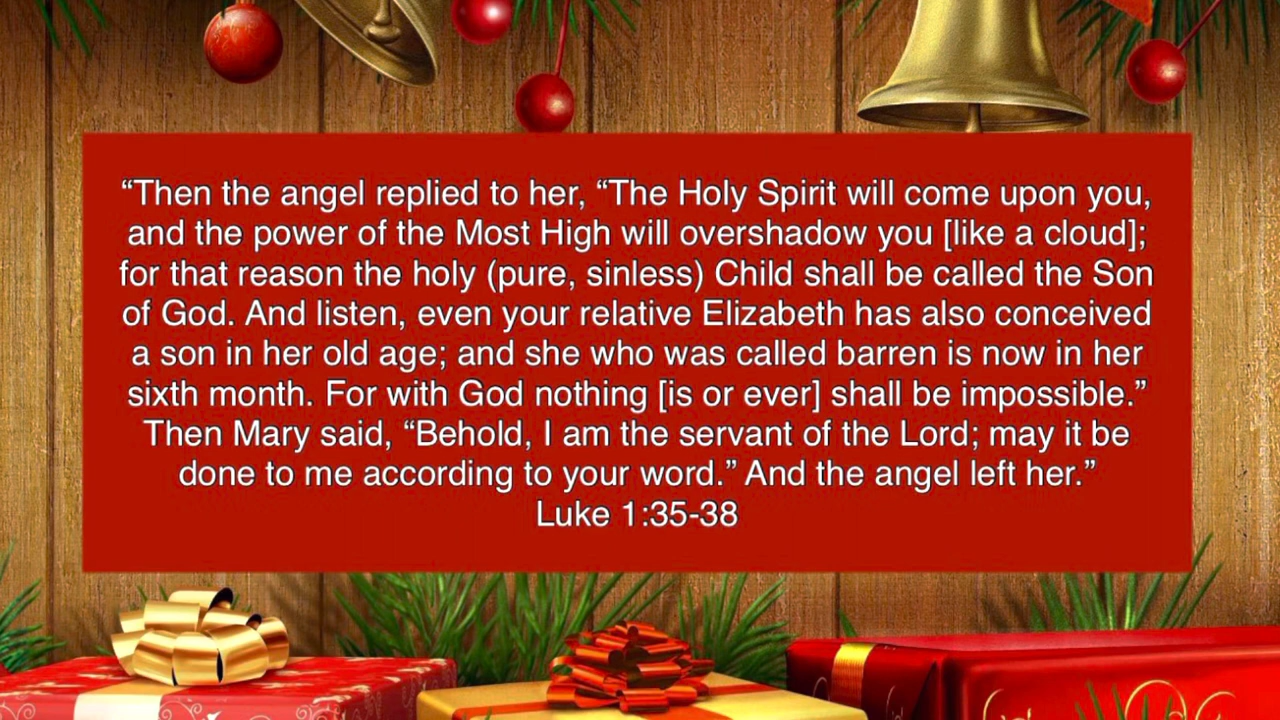 “Then the angel replied to her, “The Holy Spirit will come upon you,
and the power of the Most High will overshadow you [like a cloud];
for that reason the holy (pure, sinless) Child shall be called the Son
of God. And listen, even your relative Elizabeth has also conceived
a son in her old age; and she who was called barren is now in her
sixth month. For with God nothing [is or ever] shall be impossible.”
Then Mary said, “Behold, I am the servant of the Lord; may it be
done to me according to your word.” And the angel left her.”
Luke 1:35-38